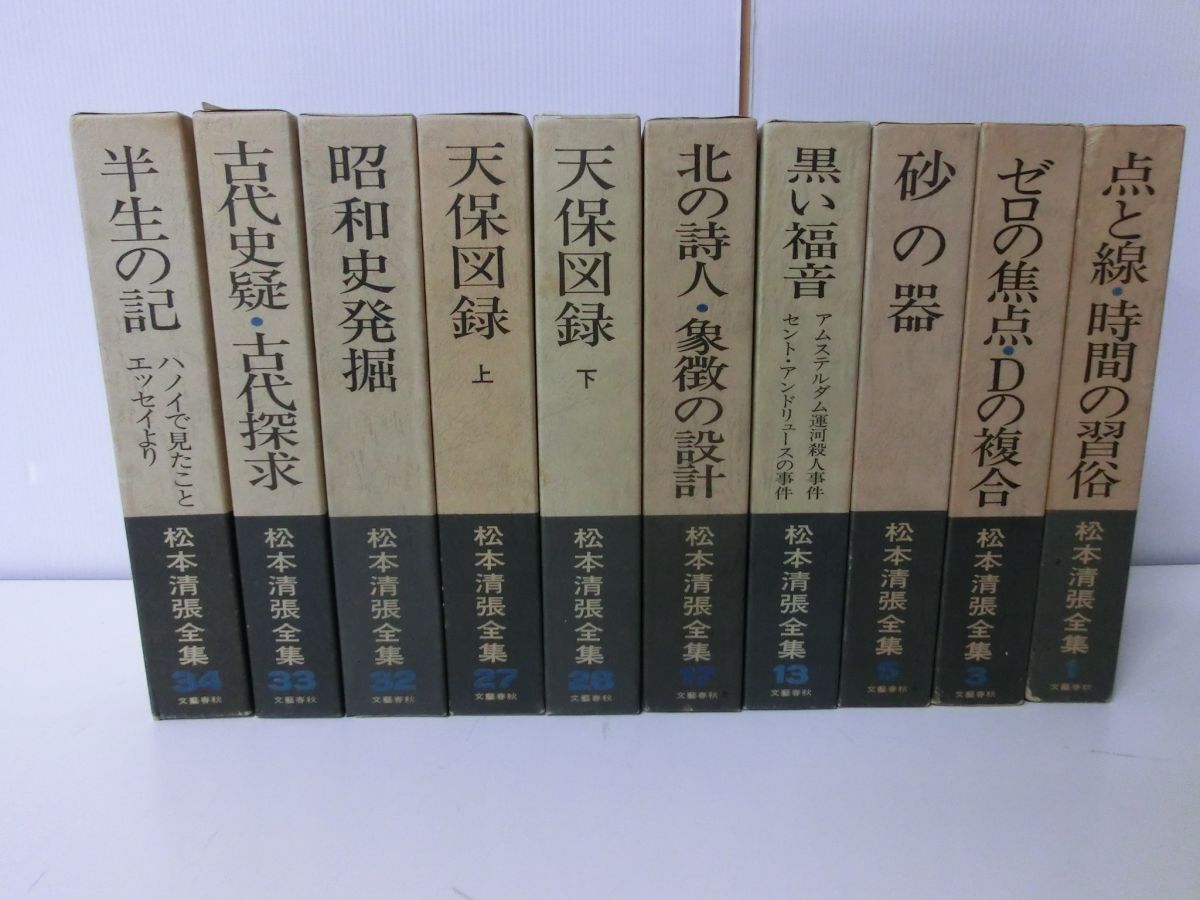 半生の記
ハノイで見たこと
エッセイより
松本清張全集
34
文藝春秋
古代史疑・古代探求
松本清張全集
33
文藝春秋
昭和史発掘
松本清張全集
32
文藝春秋
天保図録
上
松本清張全集
27
文藝春秋
天保図録
下
松本清張全集
28
文藝春秋
北の詩人・象徴の設計
松本清張全集
17
文藝春秋
黒い福音
アムステルダム運河殺人事件
セント・アンドリュースの事件
松本清張全集
13
文藝春秋
砂の器
松本清張全集
5
文藝春秋
ゼロの焦点・Dの複合
松本清張全集
3
文藝春秋
点と線・時間の習俗
松本清張全集
1
文藝春秋